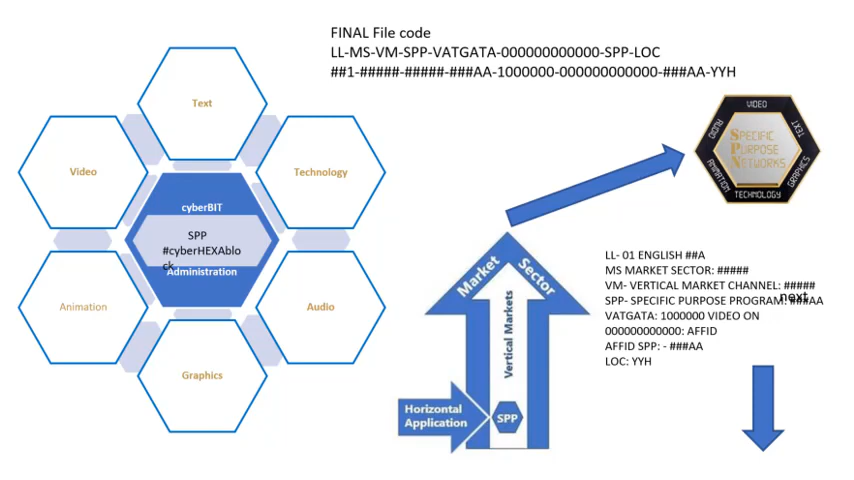 FINAL File code
LL-MS-VM-SPP-VATGATA-000000000000-SPP-LOC
##1-#####-#####-###AA-1000000-000000000000-###AA-YYH
Text
Video
Technology
cyberBIT
SPP
#cyberHEXAblo
ck
Administration
Animation
Audio
Graphics
VIDEO
AUDIO
TEXT
SPECIFIC
PURPOSE
NETWORKS
ANIMATION
GRAPHICS
TECHNOLOGY
Market
Sector
Vertical Markets
Horizontal
Application
SPP
LL- 01 ENGLISH ##A
MS MARKET SECTOR: #####
VM- VERTICAL MARKET CHANNEL: #####
next
SPP- SPECIFIC PURPOSE PROGRAM: ###AA
VATGATA: 1000000 VIDEO ON
000000000000: AFFID
AFFID SPP: - ###AA
LOC: YYH